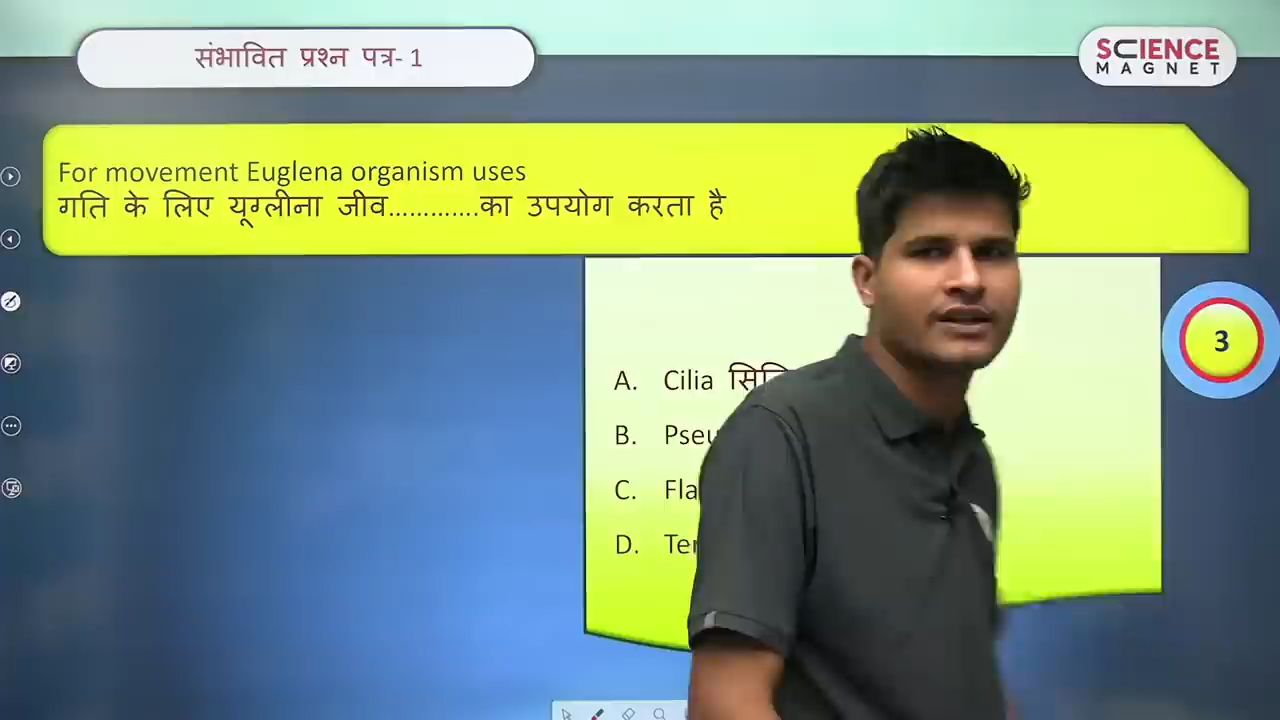 संभावित प्रश्न पत्र- 1
SCIENCE
MAGNET
For movement Euglena organism uses
गति के लिए यूग्लीना जीव.............का उपयोग करता है
3
A. Cilia
B.
C.
D.